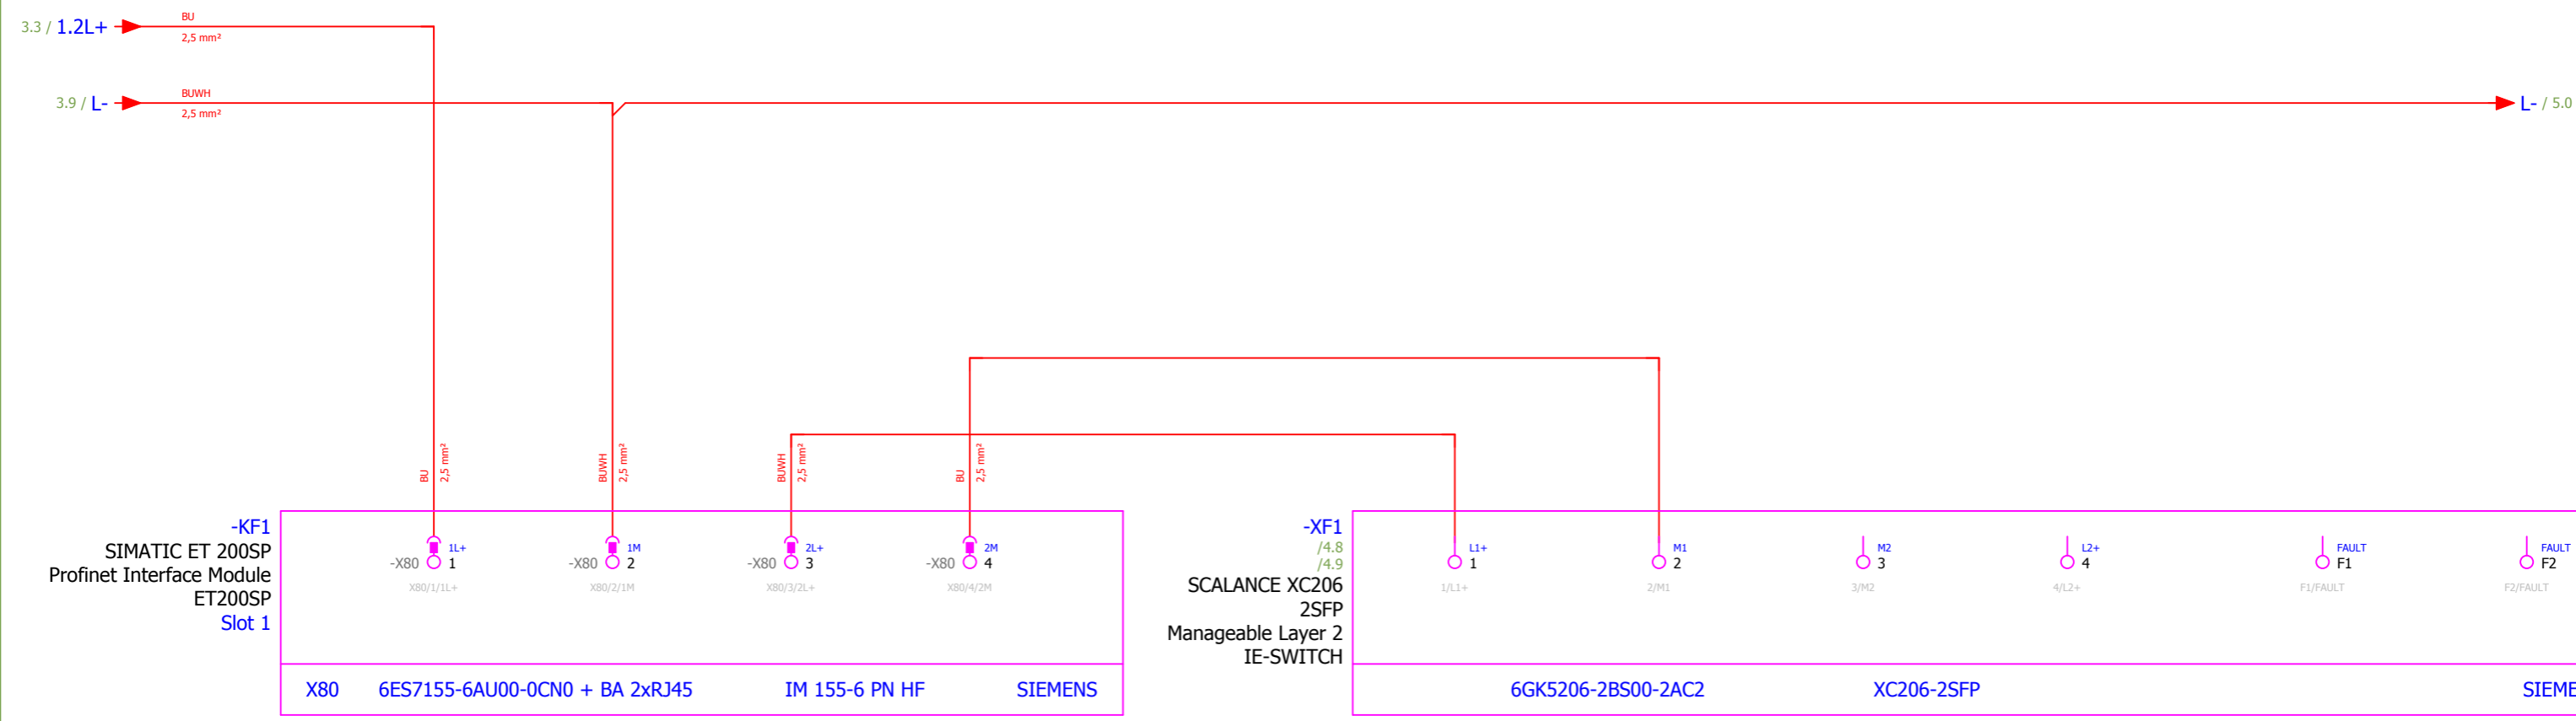 3.3 / 1.2L+
BU
2,5 mm²
3.9 / L-
BUWH
2,5 mm²
L- / 5.0
BU
2,5 mm²
BUWH
2,5 mm²
BUWH
2,5 mm²
BU
2,5 mm²
-KF1
SIMATIC ET 200SP
Profinet Interface Module
ET200SP
Slot 1
-X80 1L+ 1
X80/1/1L+
-X80 1M 2
X80/2/1M
-X80 2L+ 3
X80/3/2L+
-X80 2M 4
X80/4/2M
X80 6ES7155-6AU00-0CN0 + BA 2xRJ45 IM 155-6 PN HF SIEMENS
-XF1
/4.8
/4.9
SCALANCE XC206
2SFP
Manageable Layer 2
IE-SWITCH
L1+ 1
1/L1+
M1 2
2/M1
M2 3
3/M2
L2+ 4
4/L2+
FAULT F1
F1/FAULT
FAULT F2
F2/FAULT
6GK5206-2BS00-2AC2 XC206-2SFP SIEME